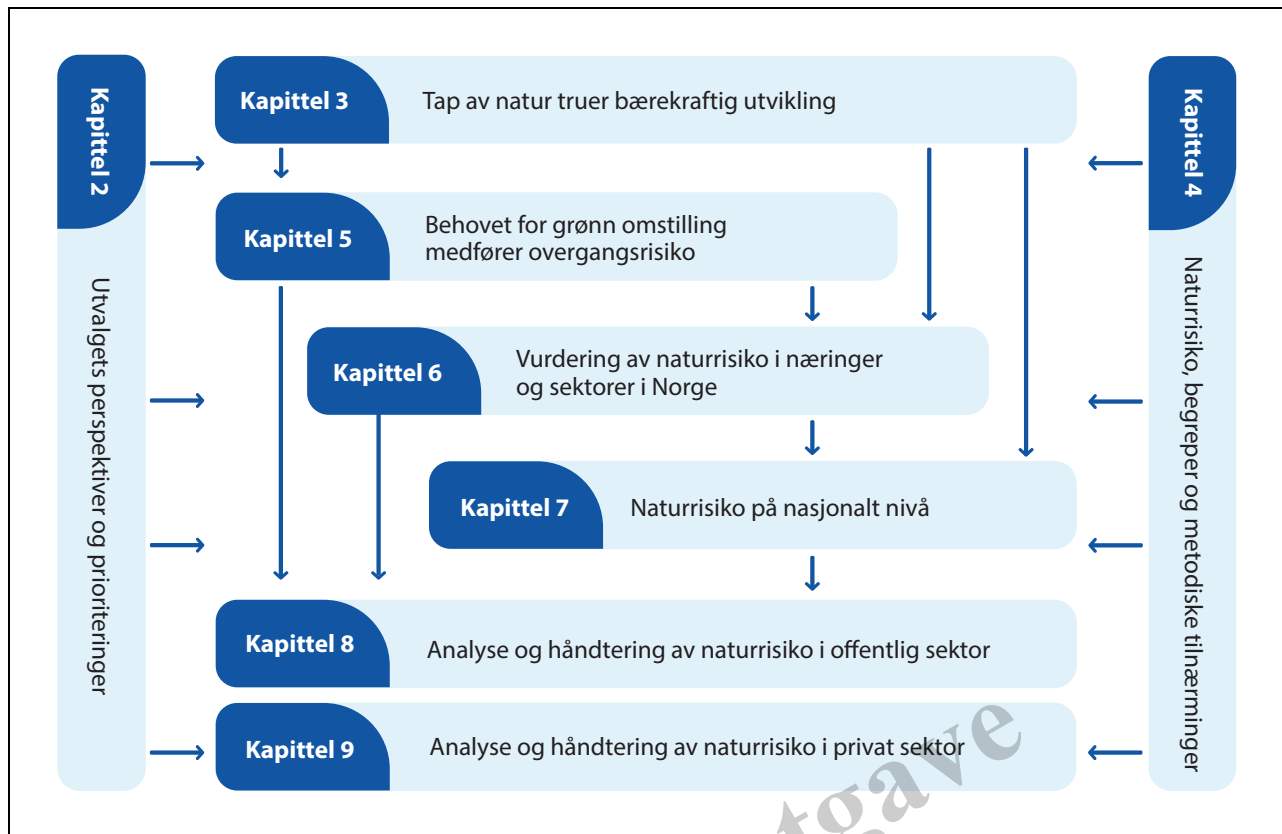 Kapittel 2
Utvalgets perspektiver og prioriteringer
Kapittel 3
Tap av natur truer bærekraftig utvikling
Kapittel 5
Behovet for grønn omstilling
medfører overgangsrisiko
Kapittel 6
Vurdering av naturrisiko i næringer
og sektorer i Norge
Kapittel 7
Naturrisiko på nasjonalt nivå
Kapittel 8
Analyse og håndtering av naturrisiko i offentlig sektor
Kapittel 9
Analyse og håndtering av naturrisiko i privat sektor
Kapittel 4
Naturrisiko, begreper og metodiske tilnærminger